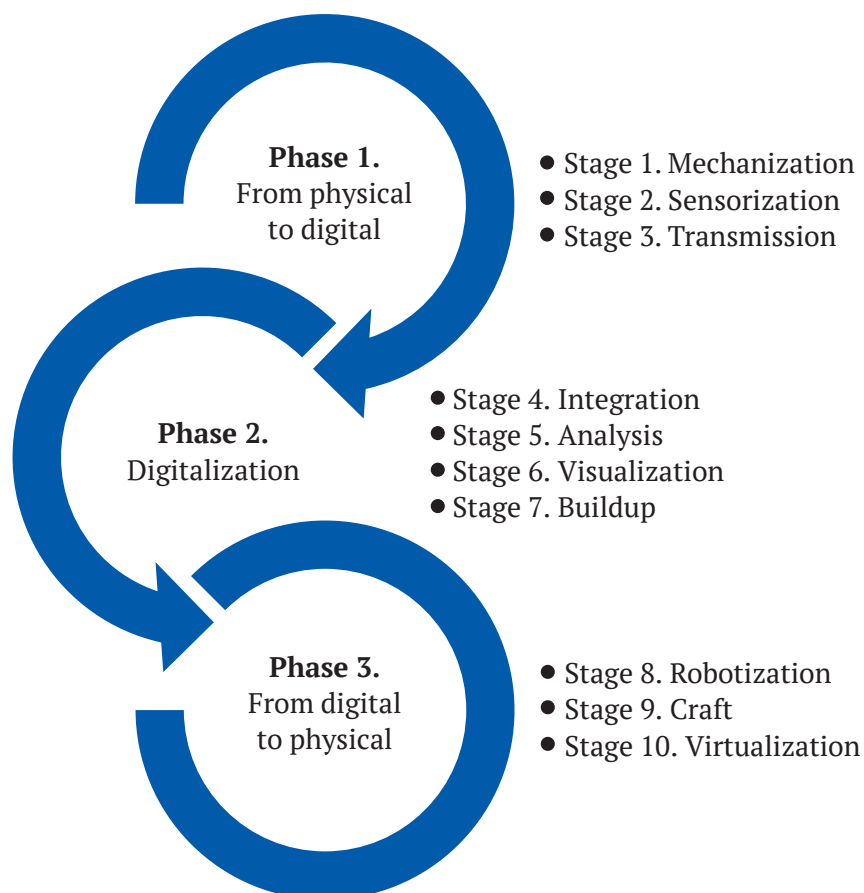 Phase 1.
From physical
to digital
● Stage 1. Mechanization
● Stage 2. Sensorization
● Stage 3. Transmission
Phase 2.
Digitalization
● Stage 4. Integration
● Stage 5. Analysis
● Stage 6. Visualization
● Stage 7. Buildup
Phase 3.
From digital
to physical
● Stage 8. Robotization
● Stage 9. Craft
● Stage 10. Virtualization